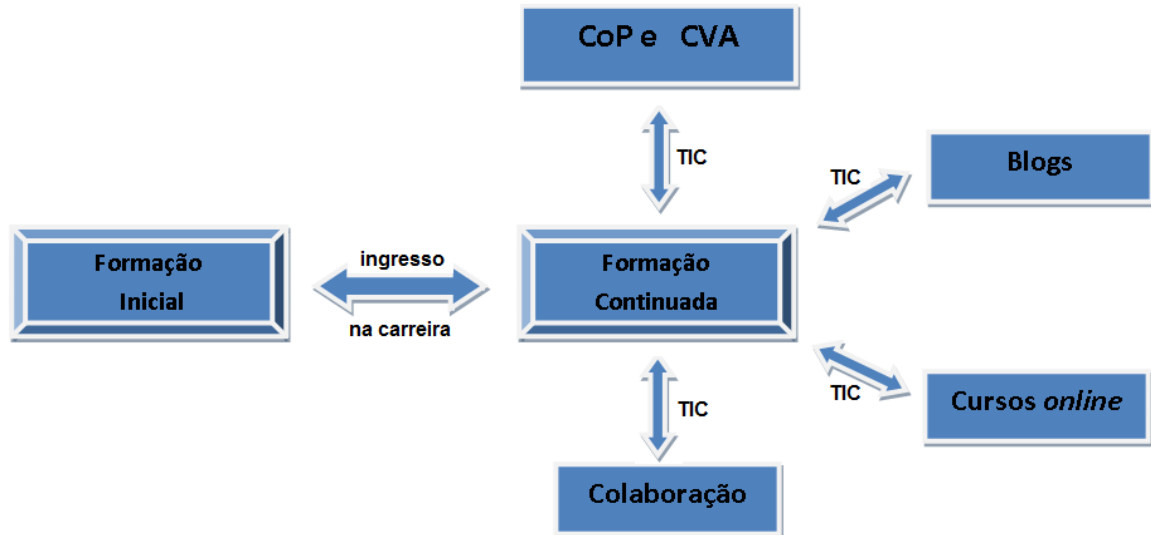 CoP e CVA
TIC
TIC
Blogs
Formação
Inicial
ingresso
na carreira
Formação
Continuada
TIC
TIC
Cursos online
Colaboração